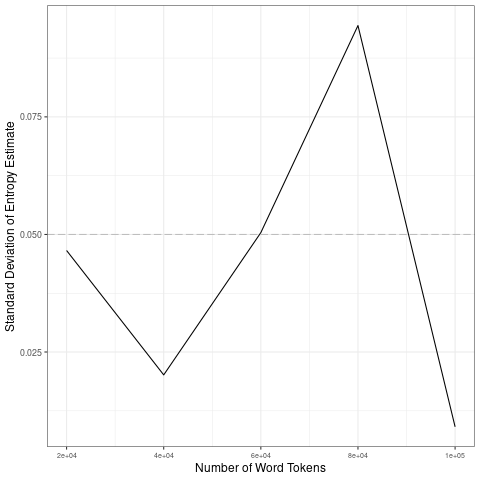 Standard Deviation of Entropy Estimate
0.075
0.050
0.025
2e+04 4e+04 6e+04 8e+04 1e+05
Number of Word Tokens